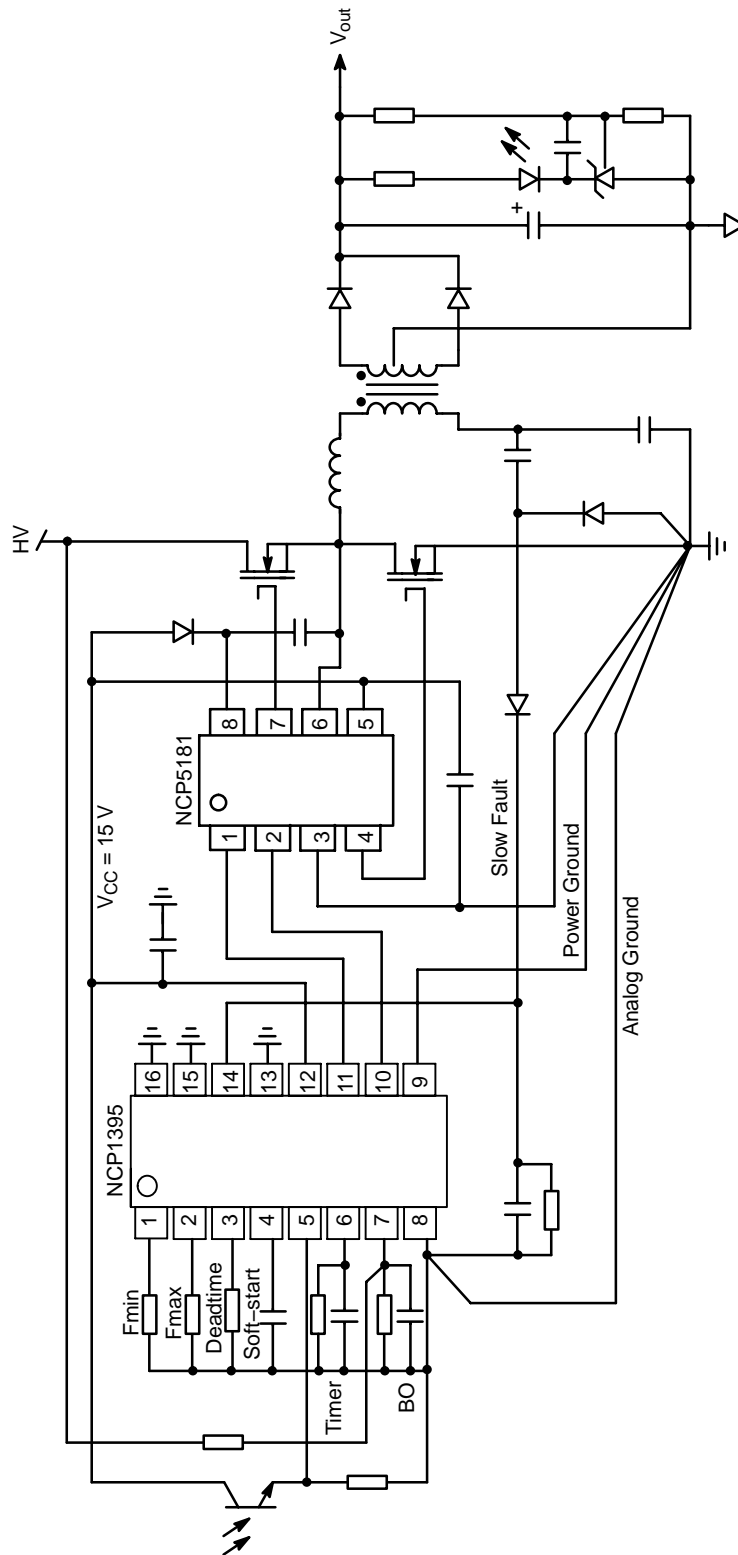 HV
V_CC = 15 V
V_out
+
NCP1395
1
2
3
4
5
6
7
8
16
15
14
13
12
11
10
9
NCP5181
1
2
3
4
8
7
6
5
Fmin
Fmax
Deadtime
Soft–start
Timer
BO
Slow Fault
Power Ground
Analog Ground